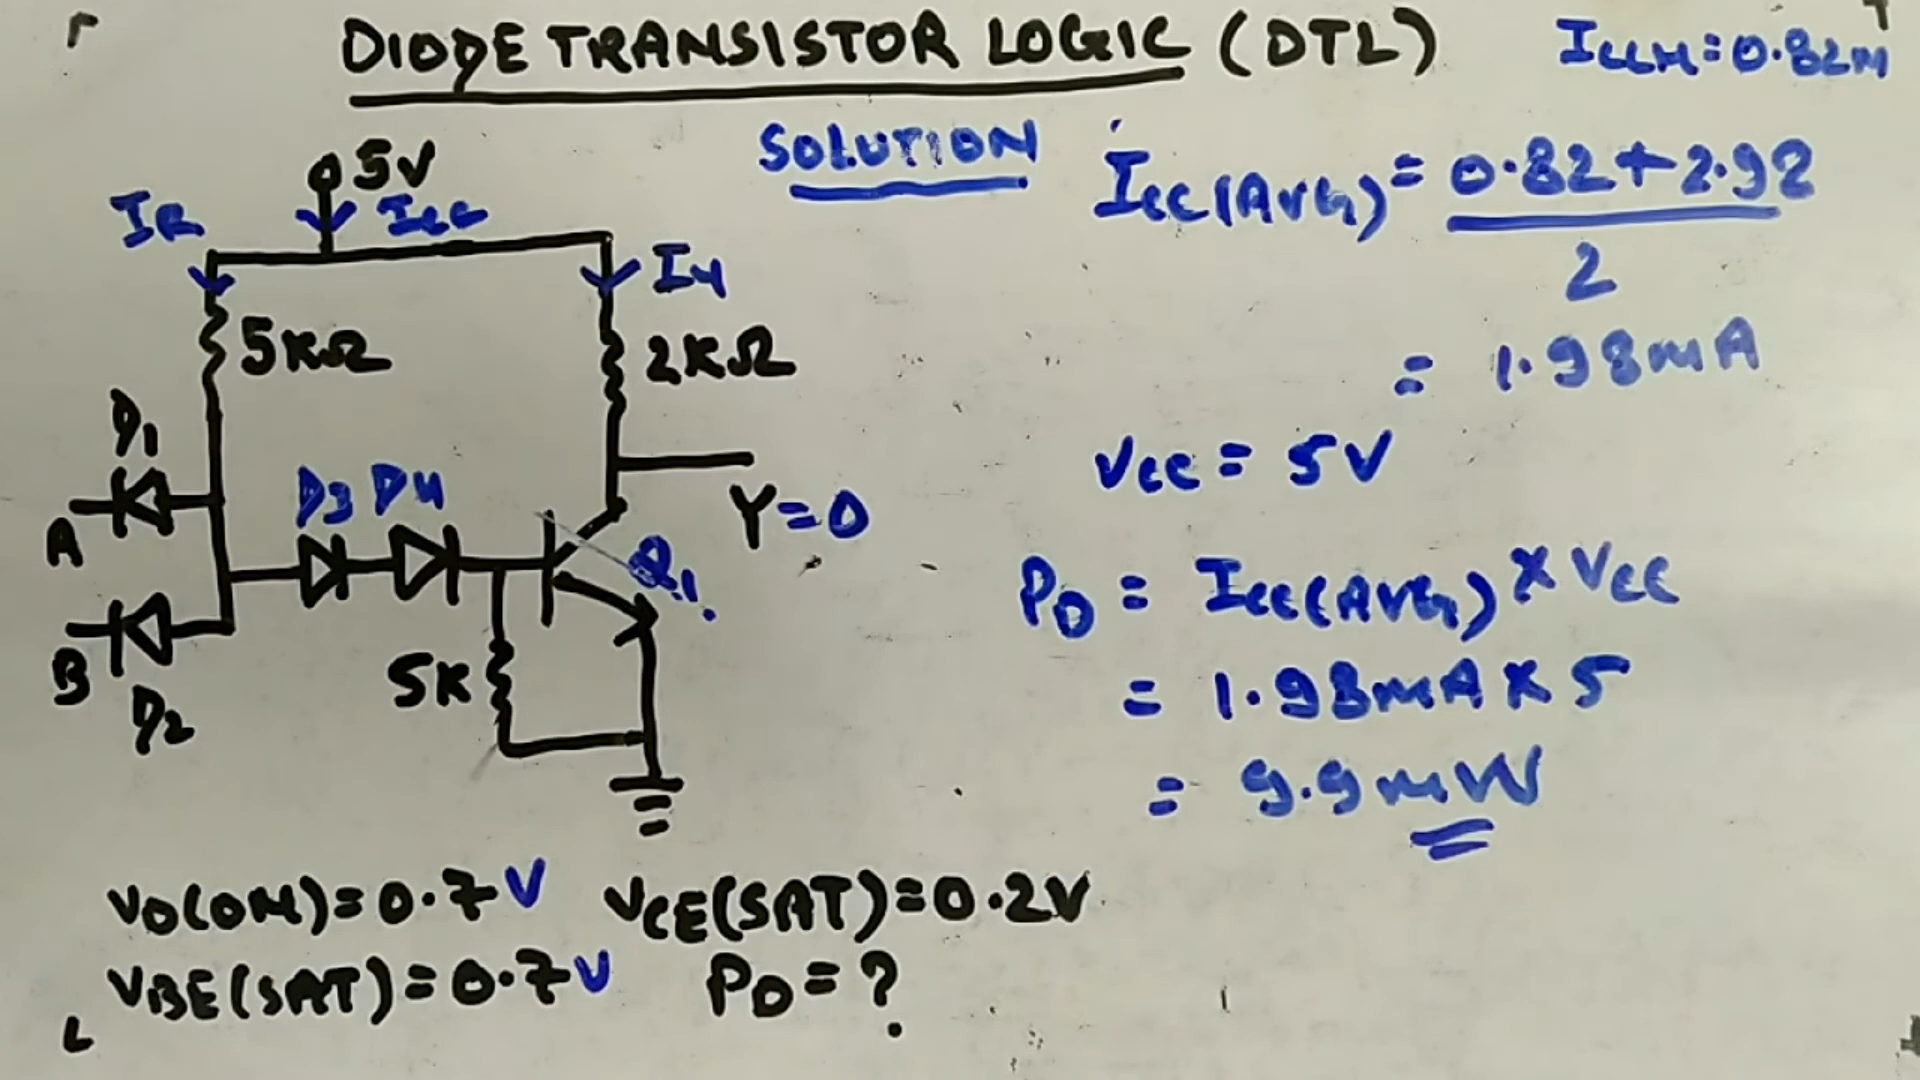 DIODE TRANSISTOR LOGIC (DTL)
ICCH=0.82M
5V
SOLUTION
ICC(AVG)= 0.82+2.98
2
IR
ICC
I4
5KΩ
2KΩ
= 1.98mA
D1
VCC = 5V
D3 D4
A
Y=0
Q1.
PD = ICC(AVG) × VCC
B
5K
= 1.98mA × 5
D2
= 9.9mW
VD(ON)=0.7V VCE(SAT)=0.2V
VBE(SAT)=0.7V PD=?